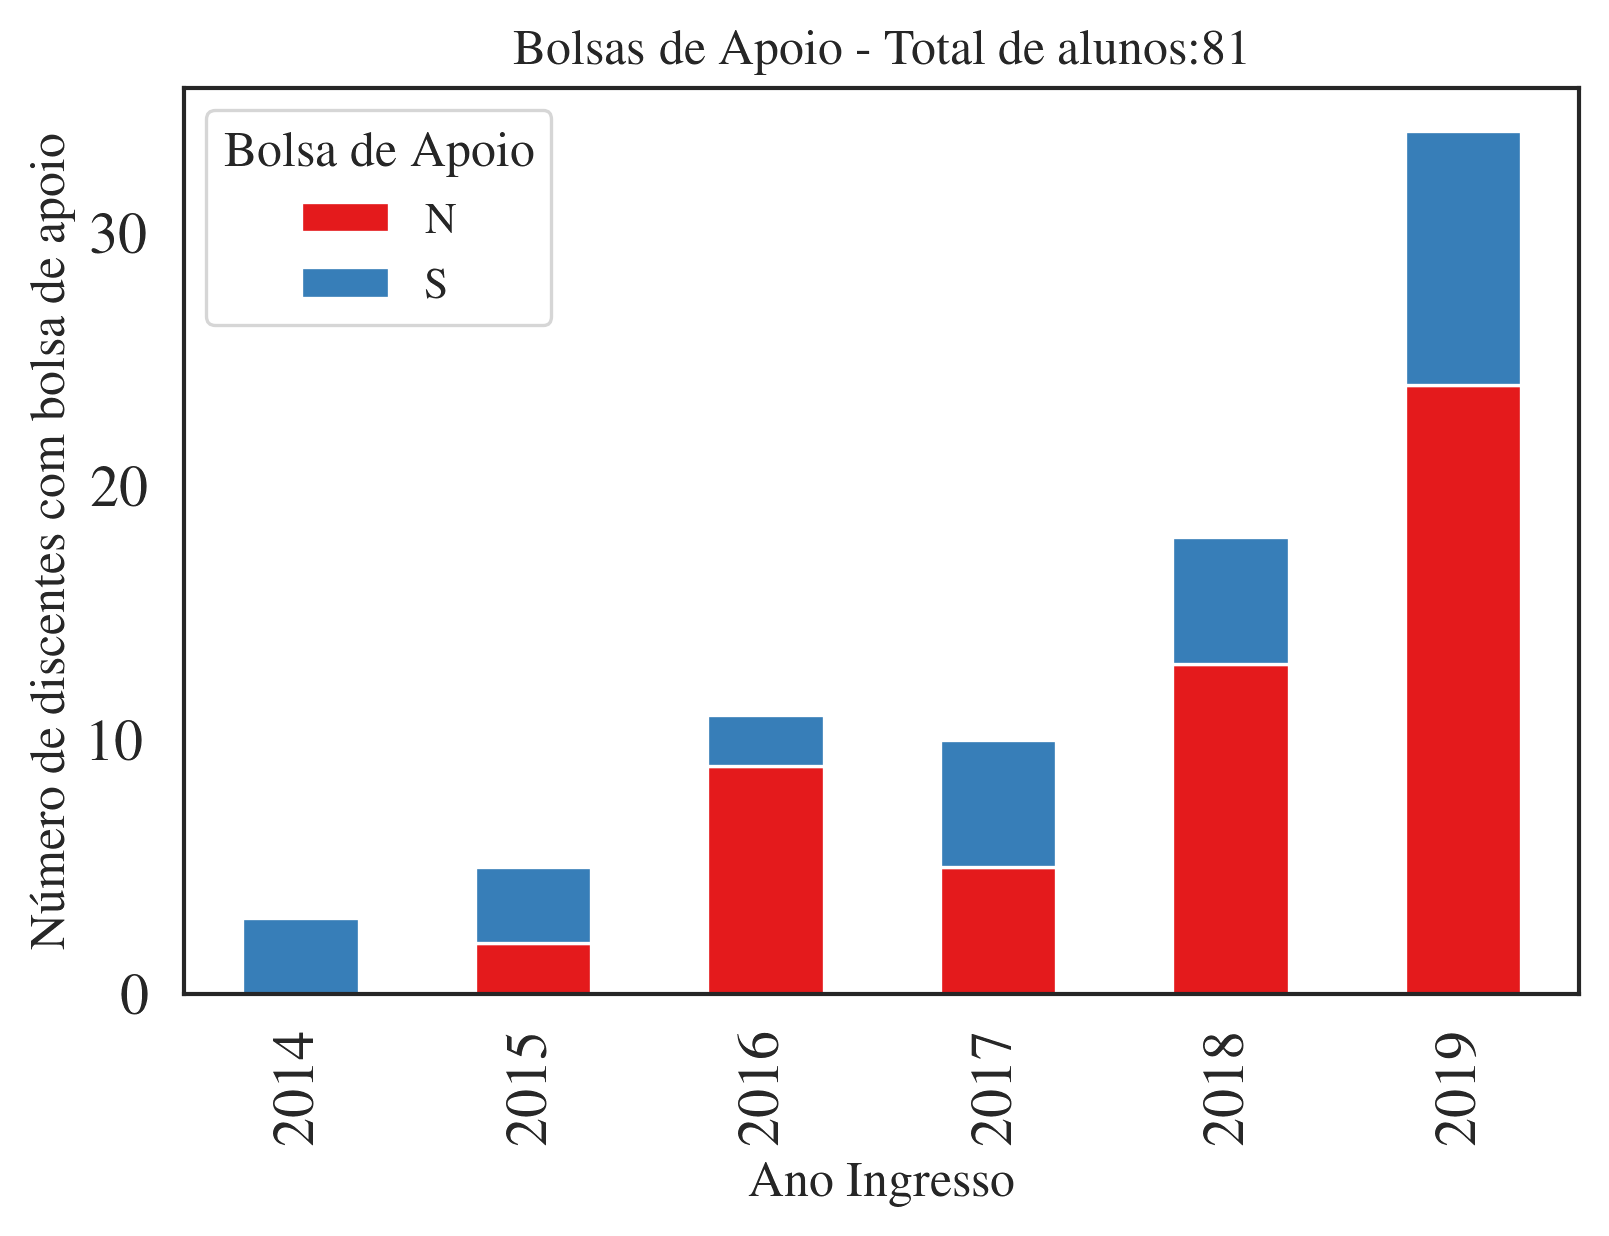 Bolsas de Apoio - Total de alunos:81
Bolsa de Apoio
N
S
Número de discentes com bolsa de apoio
30
20
10
0
2014
2015
2016
2017
2018
2019
Ano Ingresso